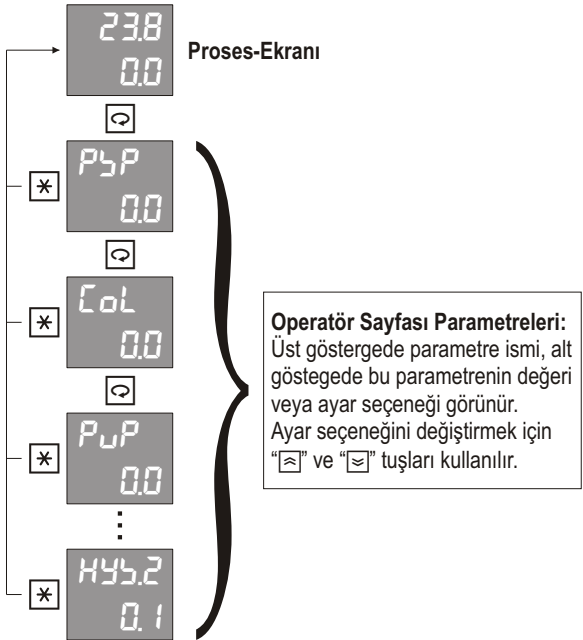 23.8
0.0
Proses-Ekranı
PSP
0.0
CoL
0.0
PuP
0.0
HYS.2
0.1
Operatör Sayfası Parametreleri:
Üst göstergede parametre ismi, alt
göstegede bu parametrenin değeri
veya ayar seçeneği görünür.
Ayar seçeneğini değiştirmek için
“” ve “” tuşları kullanılır.